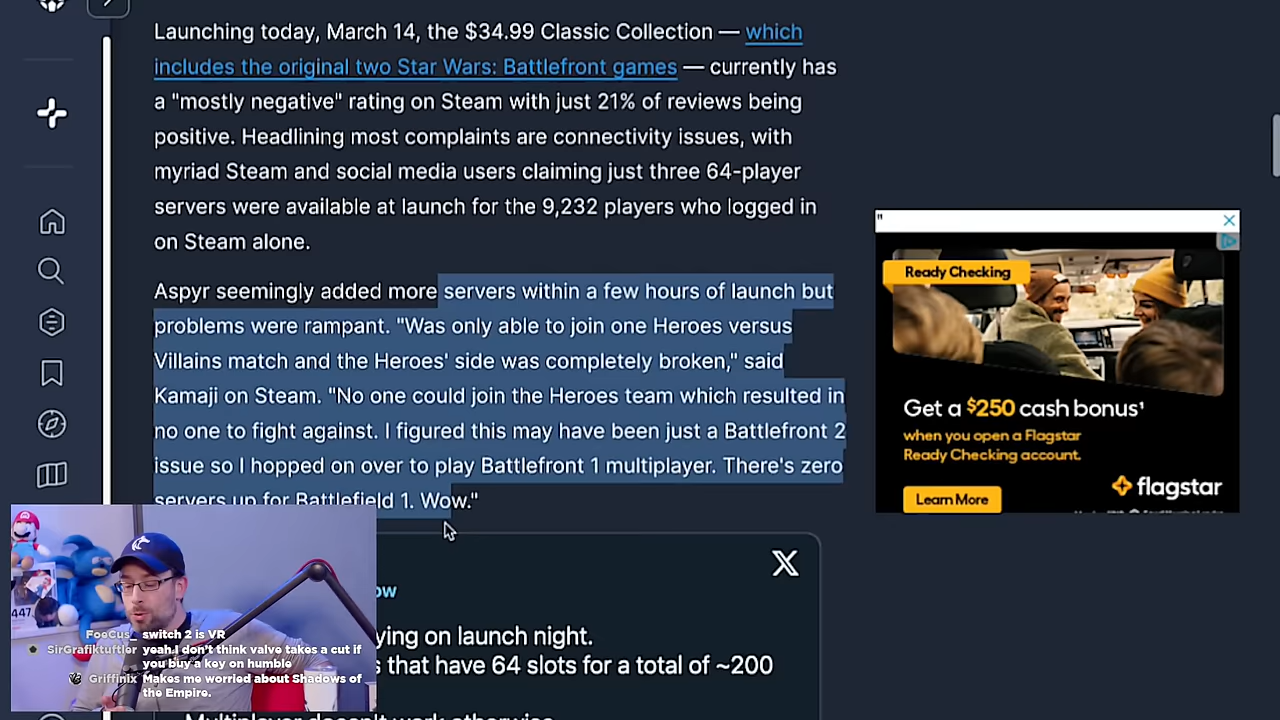 Launching today, March 14, the $34.99 Classic Collection — which
includes the original two Star Wars: Battlefront games — currently has
a "mostly negative" rating on Steam with just 21% of reviews being
positive. Headlining most complaints are connectivity issues, with
myriad Steam and social media users claiming just three 64-player
servers were available at launch for the 9,232 players who logged in
on Steam alone.
Aspyr seemingly added more servers within a few hours of launch but
problems were rampant. "Was only able to join one Heroes versus
Villains match and the Heroes' side was completely broken," said
Kamaji on Steam. "No one could join the Heroes team which resulted in
no one to fight against. I figured this may have been just a Battlefront 2
issue so I hopped on over to play Battlefront 1 multiplayer. There's zero
servers up for Battlefield 1. Wow."
ow
ying on launch night.
s that have 64 slots for a total of ~200
Multiplayer doesn't work otherwise
"
Ready Checking
Get a $250 cash bonus¹
when you open a Flagstar
Ready Checking account.
flagstar
Learn More
447
FoeCus_ switch 2 is VR
SirGrafiktuftler yeah.I don't think valve takes a cut if
you buy a key on humble
Griffinix Makes me worried about Shadows of
the Empire.